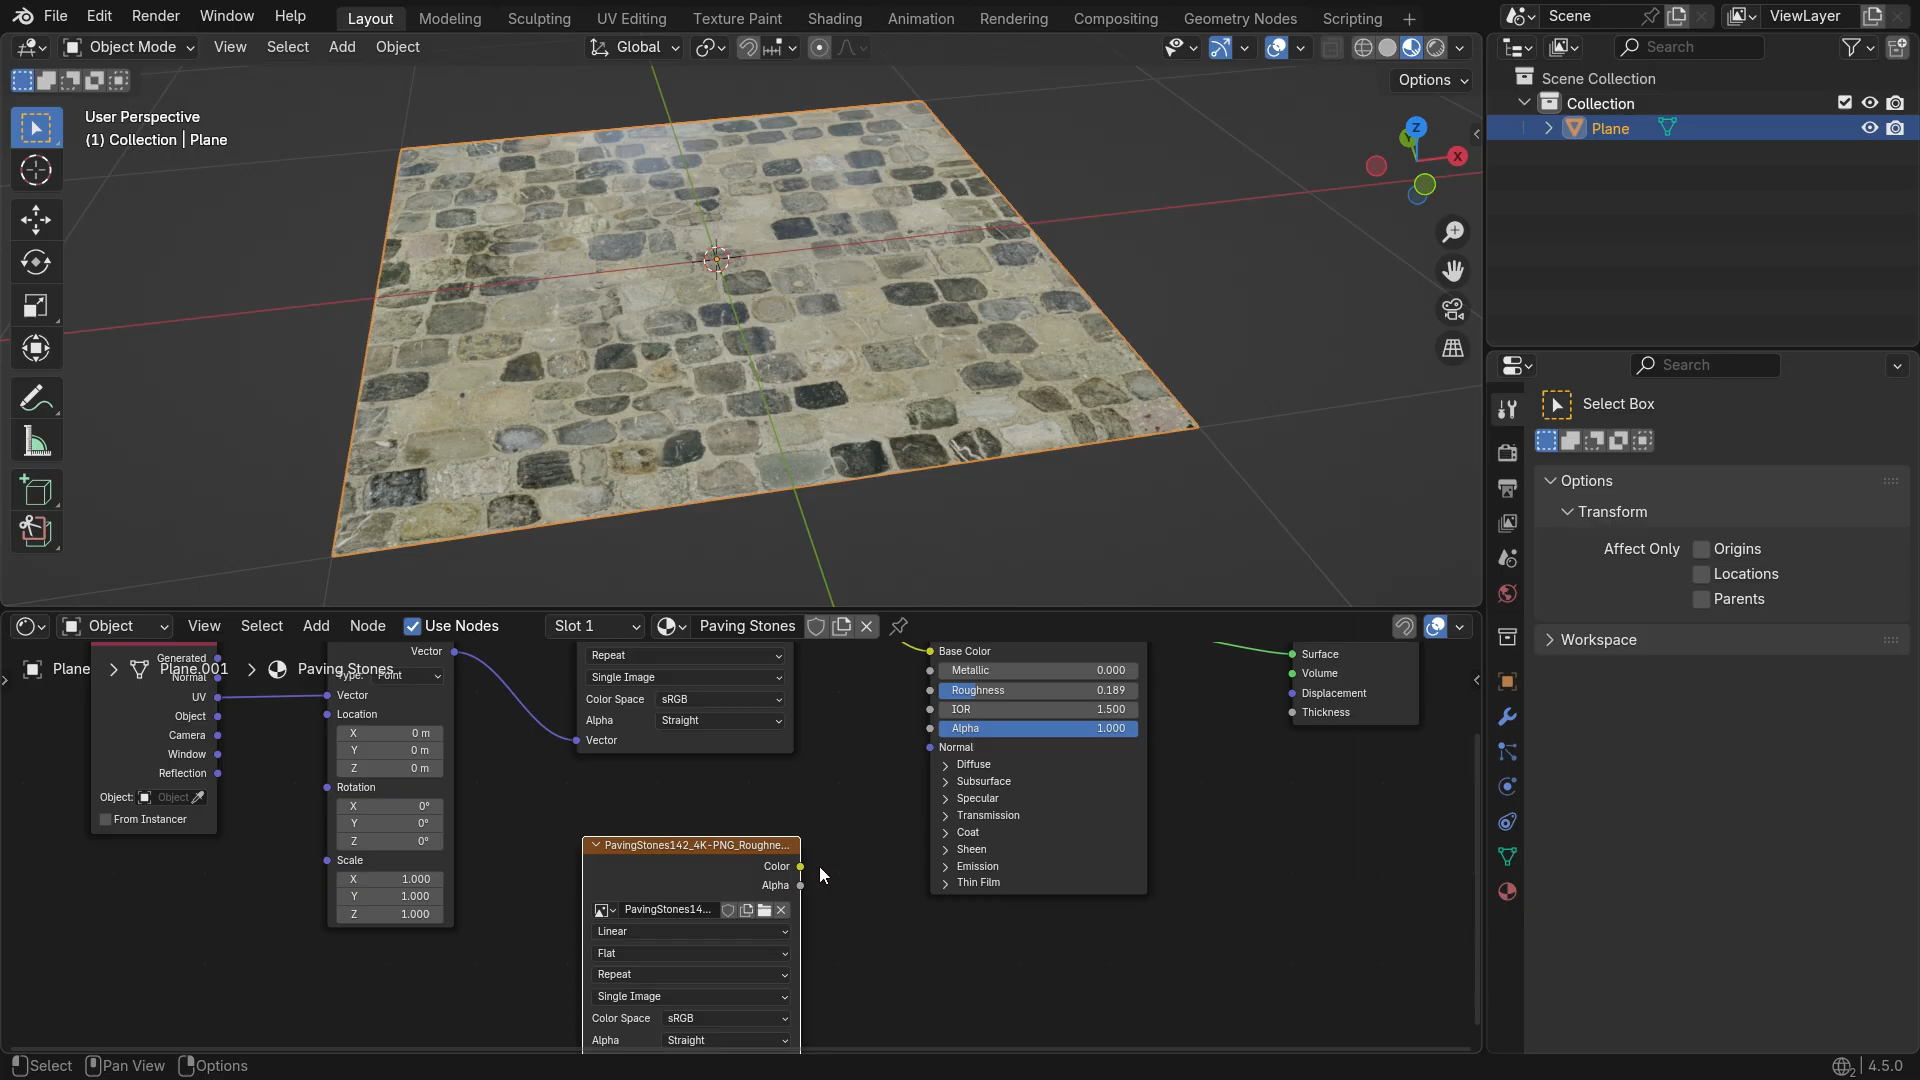 File Edit Render Window Help Layout Modeling Sculpting UV Editing Texture Paint Shading Animation Rendering Compositing Geometry Nodes Scripting Scene ViewLayer
Object Mode View Select Add Object Global Search
Options
User Perspective
(1) Collection | Plane
Z
Y
X
Scene Collection
Collection
Plane
Search
Select Box
Options
Transform
Affect Only Origins
Locations
Parents
Workspace
Object View Select Add Node Use Nodes Slot 1 Paving Stones
Plane Plane.001 Paving Stones
Generated
Normal
UV
Object
Camera
Window
Reflection
Object: Object
From Instancer
Vector
Type: Point
Vector
Location
X 0 m
Y 0 m
Z 0 m
Rotation
X 0°
Y 0°
Z 0°
Scale
X 1.000
Y 1.000
Z 1.000
Repeat
Single Image
Color Space sRGB
Alpha Straight
Vector
PavingStones142_4K-PNG_Roughne...
Color
Alpha
PavingStones14...
Linear
Flat
Repeat
Single Image
Color Space sRGB
Alpha Straight
Base Color
Metallic 0.000
Roughness 0.189
IOR 1.500
Alpha 1.000
Normal
Diffuse
Subsurface
Specular
Transmission
Coat
Sheen
Emission
Thin Film
Surface
Volume
Displacement
Thickness
Select Pan View Options 2 4.5.0